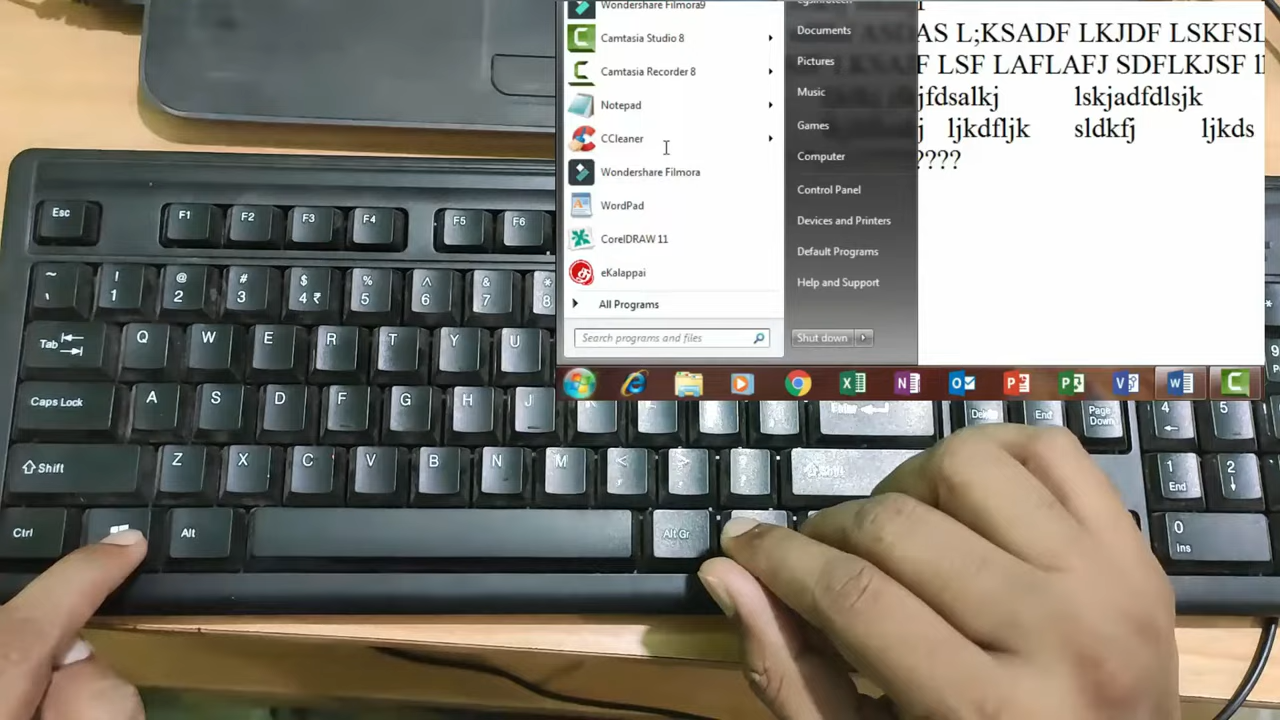 Wondershare Filmora9
Camtasia Studio 8
Camtasia Recorder 8
Notepad
CCleaner
Wondershare Filmora
WordPad
CorelDRAW 11
eKalappai
All Programs
Search programs and files
Documents
Pictures
Music
Games
Computer
Control Panel
Devices and Printers
Default Programs
Help and Support
Shut down
AS L;KSADF LKJDF LSKFSL
F LSF LAFLAFJ SDFLKJSF
jfdsalkj lskjadfdlsjk
j ljkdfljk sldkfj ljkds
????
Esc F1 F2 F3 F4 F5 F6
~ ! @ # $ % ^ & *
1 2 3 4 ₹ 5 6 7 8
Tab Q W E R T Y U
Caps Lock A S D F G H J Enter Delete End Page Down 4 5
Shift Z X C V B N M < > ? Shift 1 End 2
Ctrl Alt Alt Gr 0 Ins